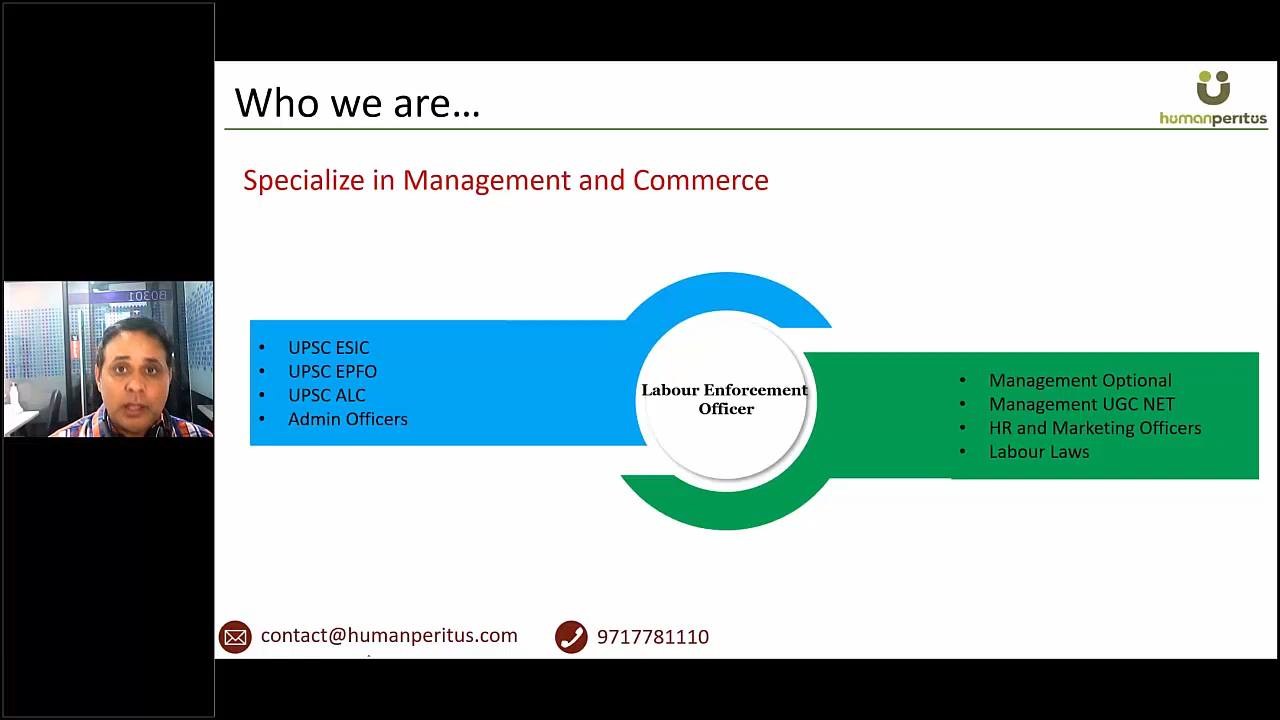 Who we are...
humanperitus
Specialize in Management and Commerce
B0301
• UPSC ESIC
• UPSC EPFO
• UPSC ALC
• Admin Officers
Labour Enforcement
Officer
• Management Optional
• Management UGC NET
• HR and Marketing Officers
• Labour Laws
contact@humanperitus.com
9717781110